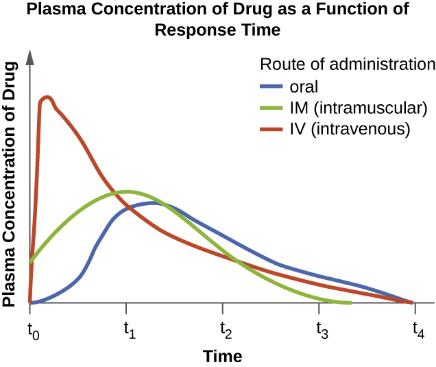 Plasma Concentration of Drug as a Function of
Response Time
Route of administration
oral
IM (intramuscular)
IV (intravenous)
Plasma Concentration of Drug
t0
t1
t2
t3
t4
Time